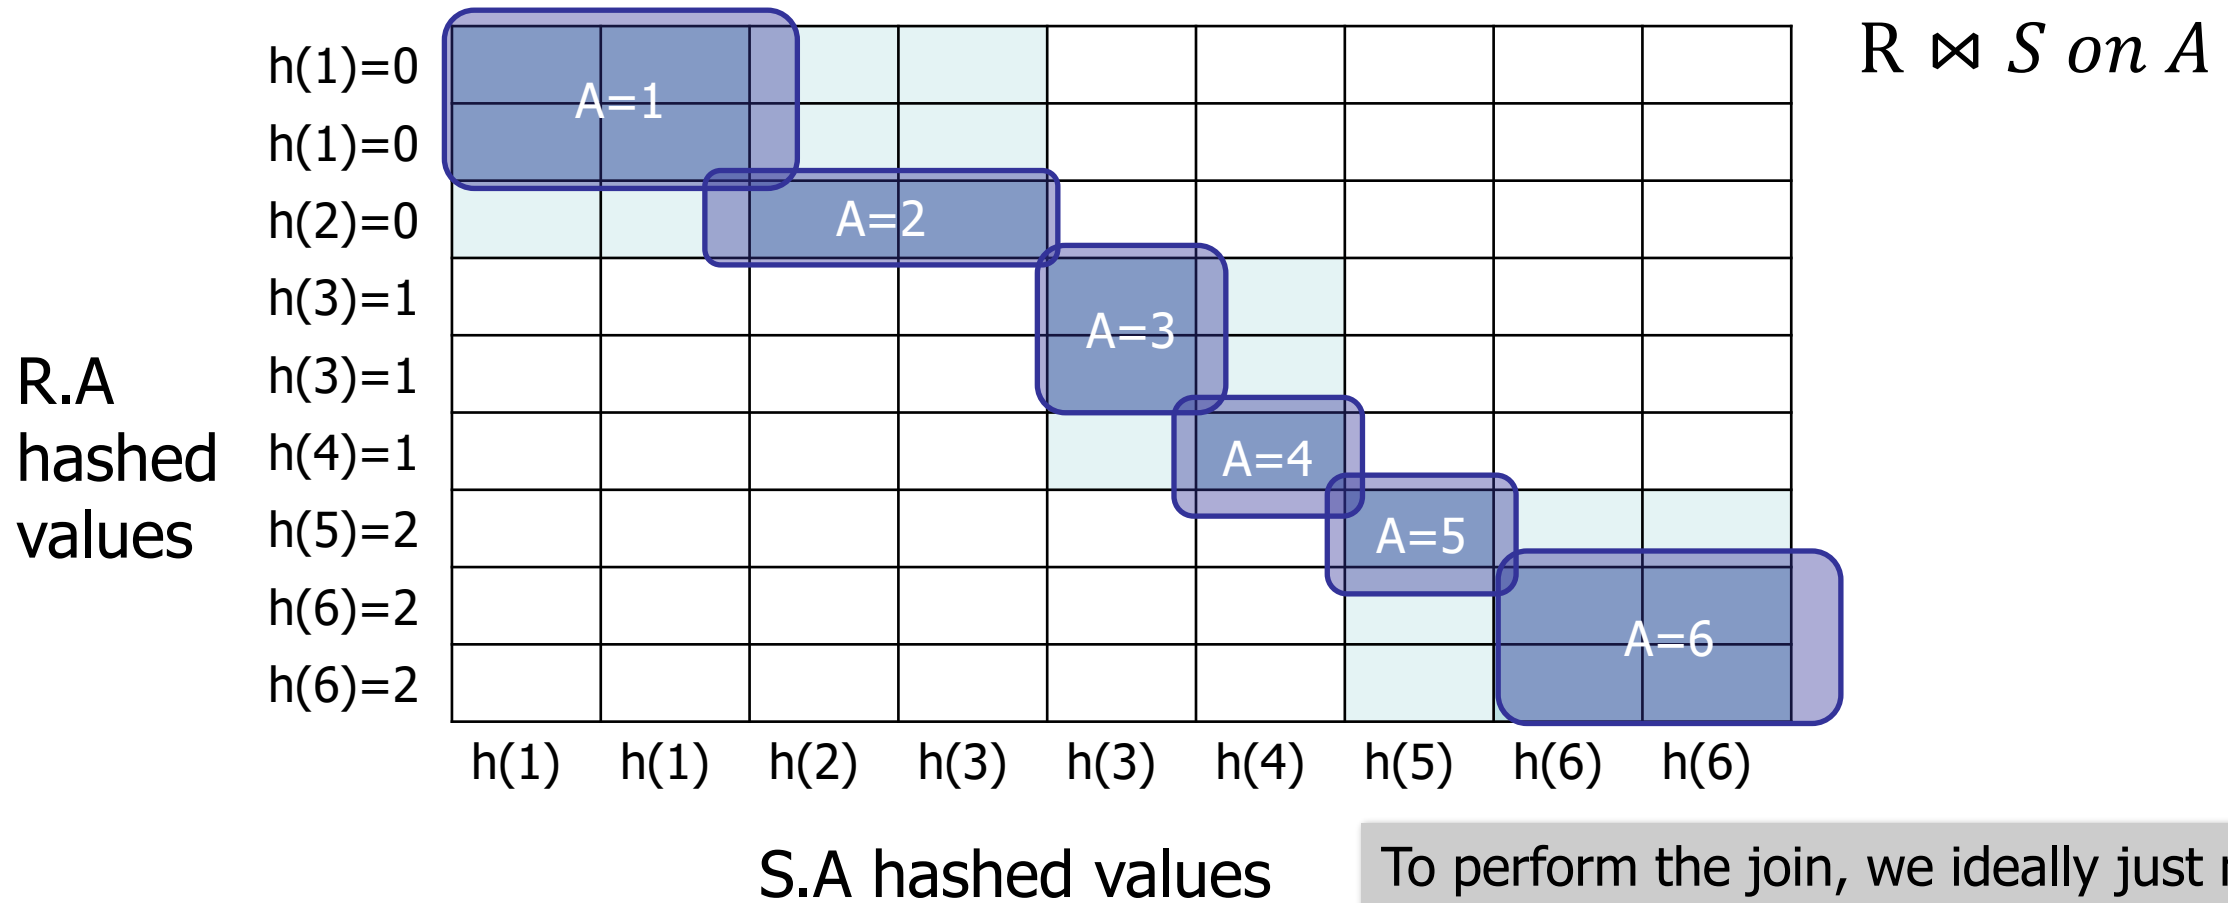 R ⋈ S on A
h(1)=0
A=1
h(1)=0
h(2)=0
A=2
h(3)=1
A=3
R.A
hashed
values
h(3)=1
h(4)=1
A=4
h(5)=2
A=5
h(6)=2
A=6
h(6)=2
h(1) h(1) h(2) h(3) h(3) h(4) h(5) h(6) h(6)
S.A hashed values
To perform the join, we ideally just